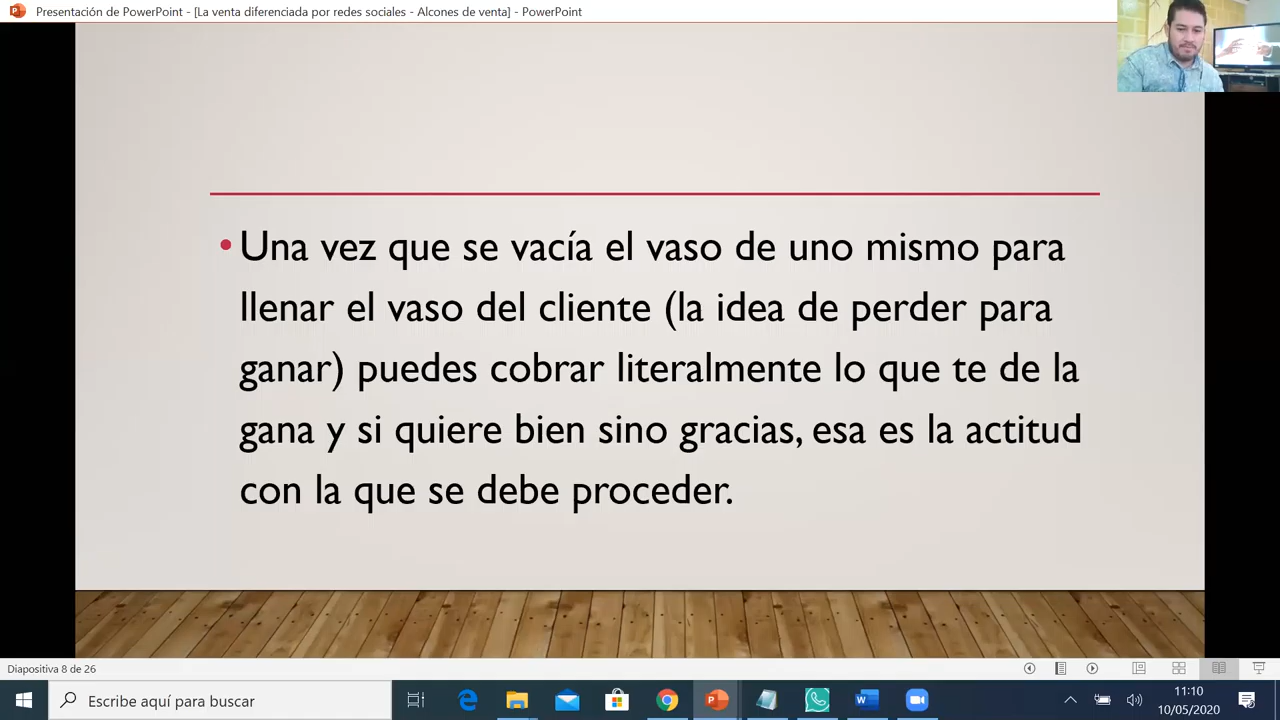 Presentación de PowerPoint - [La venta diferenciada por redes sociales - Alcones de venta] - PowerPoint
• Una vez que se vacía el vaso de uno mismo para
llenar el vaso del cliente (la idea de perder para
ganar) puedes cobrar literalmente lo que te de la
gana y si quiere bien sino gracias, esa es la actitud
con la que se debe proceder.
Diapositiva 8 de 26
Escribe aquí para buscar
11:10
10/05/2020